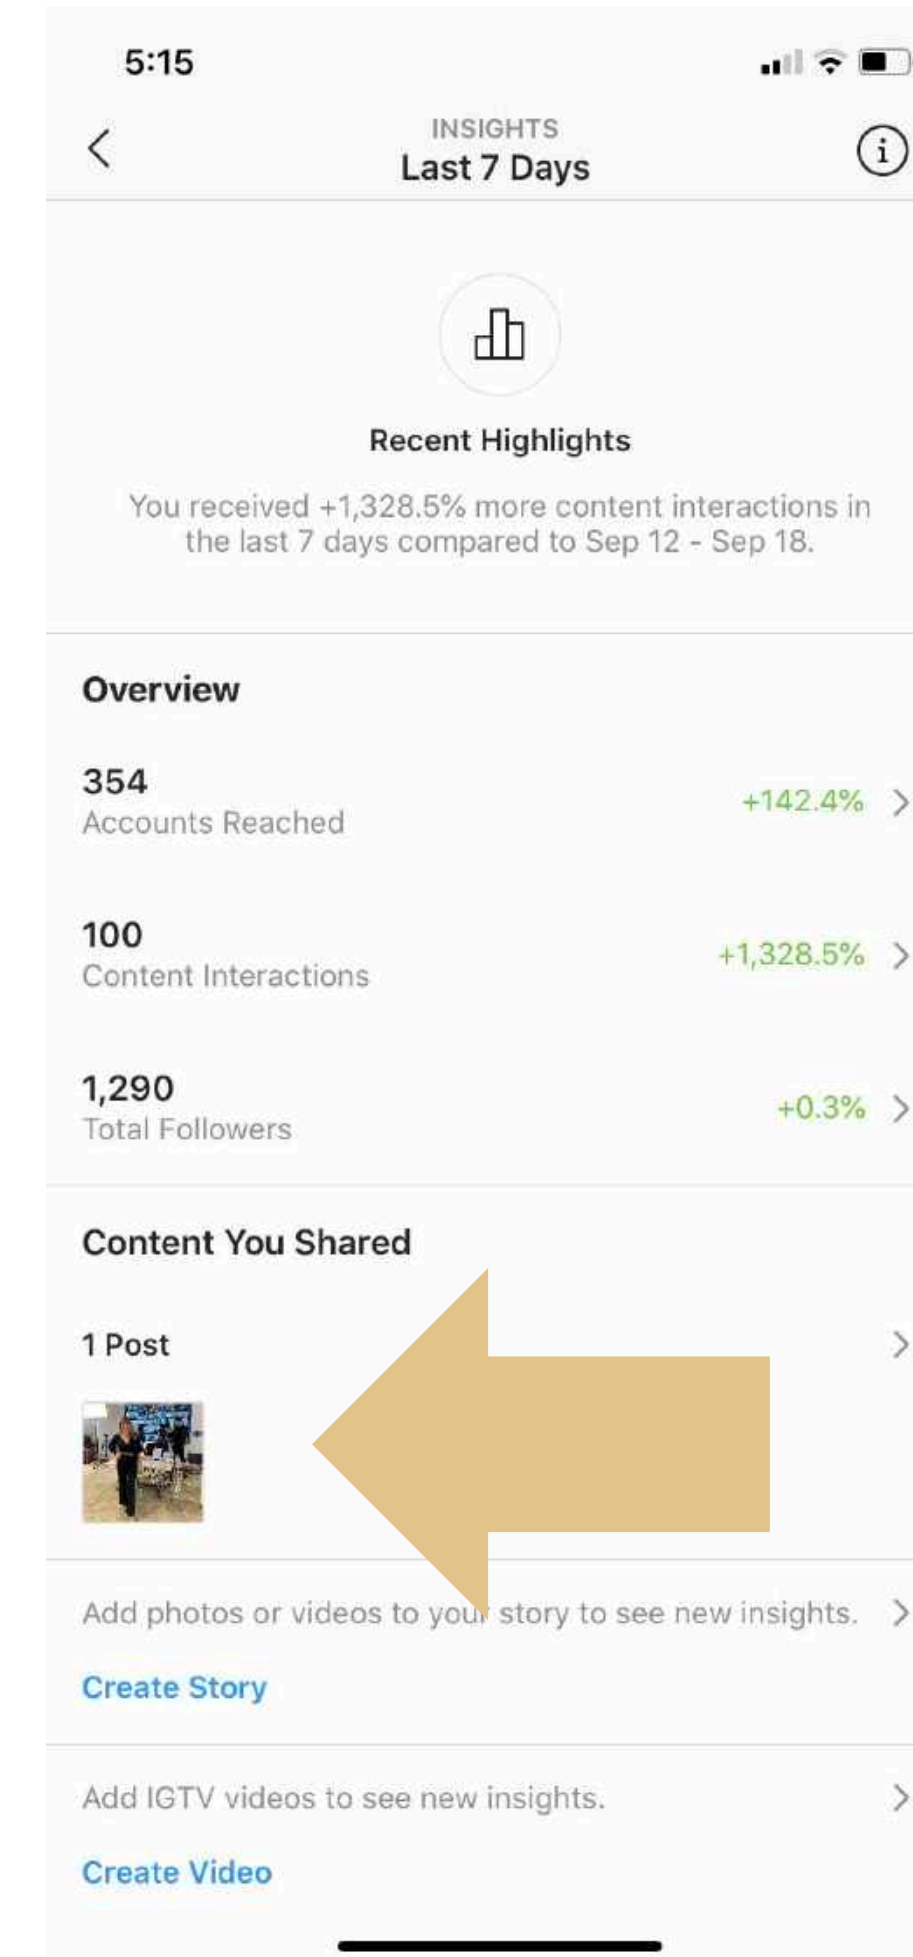 5:15
INSIGHTS
Last 7 Days
i
Recent Highlights
You received +1,328.5% more content interactions in
the last 7 days compared to Sep 12 - Sep 18.
Overview
354
Accounts Reached
+142.4%
100
Content Interactions
+1,328.5%
1,290
Total Followers
+0.3%
Content You Shared
1 Post
Add photos or videos to your story to see new insights.
Create Story
Add IGTV videos to see new insights.
Create Video